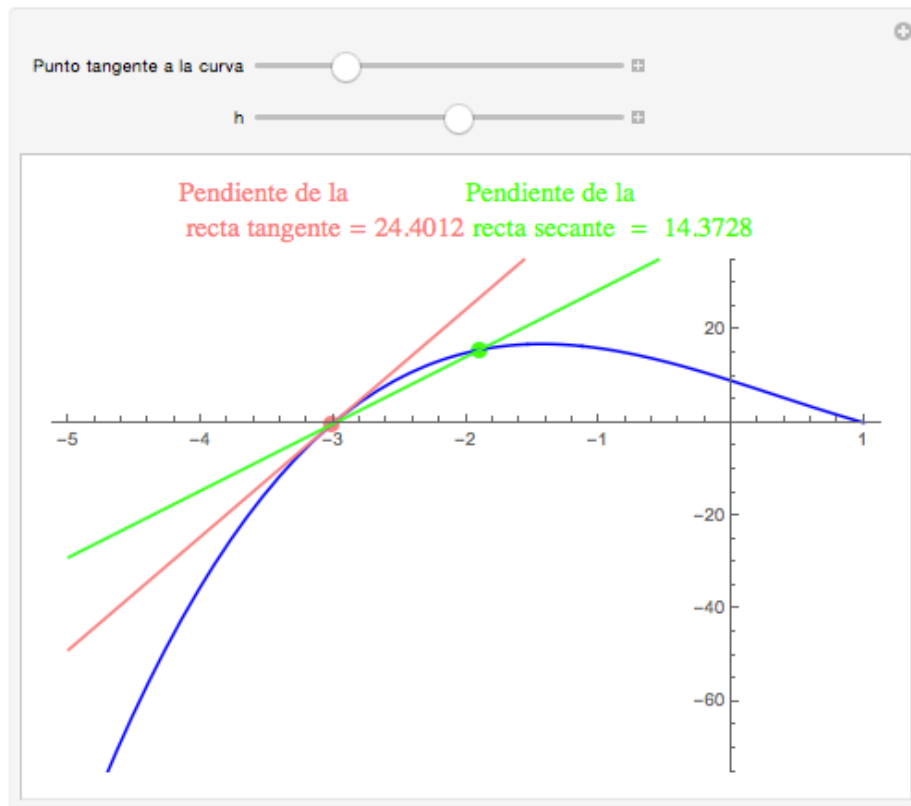 Punto tangente a la curva
h
Pendiente de la
recta tangente = 24.4012
Pendiente de la
recta secante = 14.3728
20
-5 -4 -3 -2 -1 1
-20
-40
-60